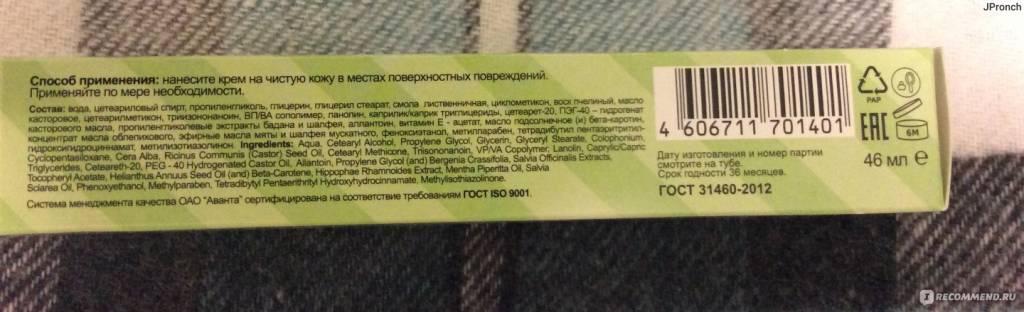 JPronch
Способ применения: нанесите крем на чистую кожу в местах поверхностных повреждений.
Применяйте по мере необходимости.
Состав: вода, цетеариловый спирт, пропиленгликоль, глицерин, глицерил стеарат, смола лиственничная, циклометикон, воск пчелиный, масло
касторовое, цетеарилметикон, триизононаноин, ВП/ВА сополимер, ланолин, каприлик/каприк триглицериды, цетеарет-20, ПЭГ-40 – гидрогенат
касторового масла, пропиленгликолевые экстракты бадана и шалфея, аллантоин, витамин Е - ацетат, масло подсолнечное (и) бета-каротин,
концентрат масла облепихового, эфирные масла мяты и шалфея мускатного, феноксиэтанол, метилпарабен, тетрадибутил пентаэритритил-
гидроксигидроциннамат, метилизотиазолинон. Ingredients: Aqua, Cetearyl Alcohol, Propylene Glycol, Glycerin, Glyceryl Stearate, Colophonium,
Cyclopentasiloxane, Cera Alba, Ricinus Communis (Castor) Seed Oil, Cetearyl Methicone, Trisononanoin, VP/VA Copolymer, Lanolin, Caprylic/Capric
Triglycerides, Ceteareth-20, PEG - 40 Hydrogenated Castor Oil, Allantoin, Propylene Glycol (and) Bergenia Crassifolia, Salvia Officinalis Extracts,
Tocopheryl Acetate, Helianthus Annuus Seed Oil (and) Beta-Carotene, Hippophae Rhamnoides Extract, Mentha Piperitta Oil, Salvia
Sclarea Oil, Phenoxyethanol, Methylparaben, Tetradibutyl Pentaerithrityl Hydroxyhydrocinnamate, Methylisothiazolinone.
Система менеджмента качества ОАО "Аванта" сертифицирована на соответствие требованиям ГОСТ ISO 9001.
4 606711 701401
Дату изготовления и номер партии
смотрите на тубе.
Срок годности 36 месяцев.
ГОСТ 31460-2012
PAP
EAC
6M
46 мл e
I RECOMMEND.RU